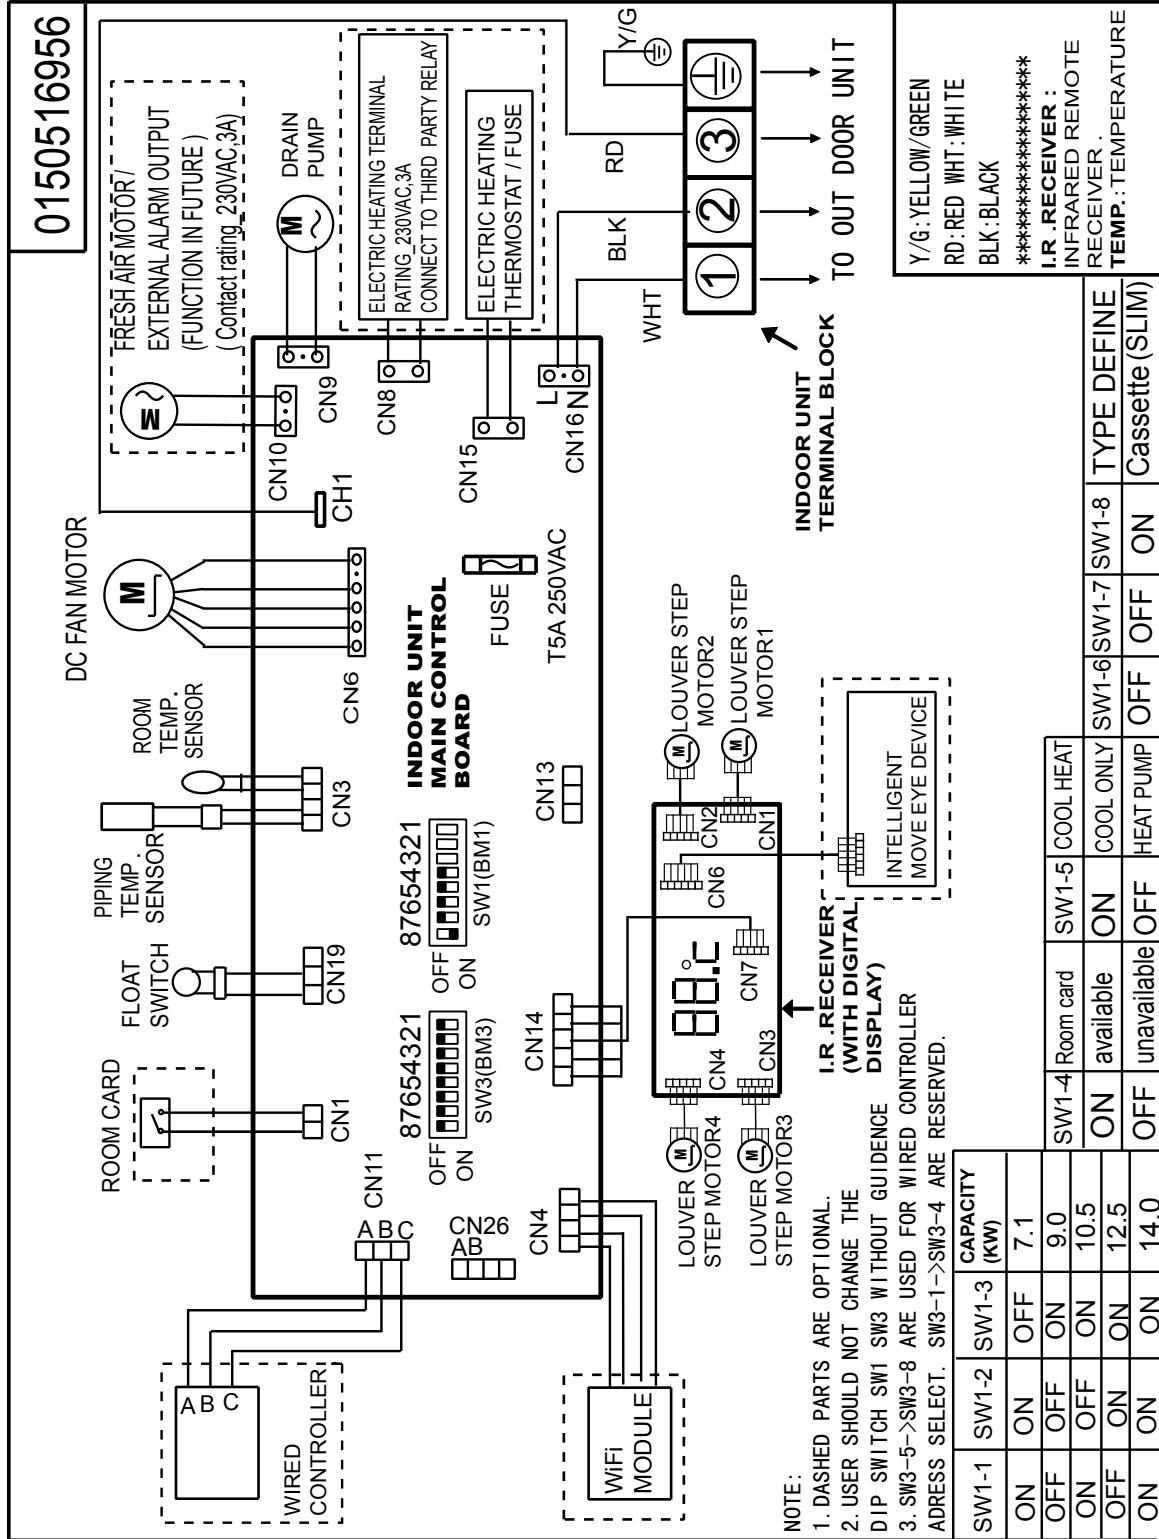 0150516956
FRESH AIR MOTOR /
EXTERNAL ALARM OUTPUT
(FUNCTION IN FUTURE )
( Contact rating 230VAC,3A)
M
DRAIN
PUMP
M
ELECTRIC HEATING TERMINAL
RATING_230VAC,3A
CONNECT TO THIRD PARTY RELAY
ELECTRIC HEATING
THERMOSTAT / FUSE
DC FAN MOTOR
M
ROOM
TEMP.
SENSOR
PIPING
TEMP.
SENSOR
FLOAT
SWITCH
ROOM CARD
CN10
CN9
CN8
CN15
CN16
L
N
CH1
CN6
CN3
CN19
CN1
CN11
A B C
CN26
AB
CN4
CN14
CN13
INDOOR UNIT
MAIN CONTROL
BOARD
FUSE
T5A 250VAC
87654321
OFF
ON
SW1(BM1)
87654321
OFF
ON
SW3(BM3)
A B C
WIRED
CONTROLLER
WiFi
MODULE
Y/G
RD
BLK
WHT
1
2
3
TO OUT DOOR UNIT
INDOOR UNIT
TERMINAL BLOCK
M
LOUVER STEP
MOTOR2
M
LOUVER STEP
MOTOR1
CN2
CN1
CN6
CN7
CN4
CN3
88.°C
M
LOUVER
STEP MOTOR4
M
LOUVER
STEP MOTOR3
I.R .RECEIVER
(WITH DIGITAL
DISPLAY)
INTELLIGENT
MOVE EYE DEVICE
NOTE:
1. DASHED PARTS ARE OPTIONAL.
2. USER SHOULD NOT CHANGE THE
DIP SWITCH SW1 SW3 WITHOUT GUIDENCE
3. SW3-5->SW3-8 ARE USED FOR WIRED CONTROLLER
ADRESS SELECT. SW3-1->SW3-4 ARE RESERVED.
Y/G:YELLOW/GREEN
RD:RED WHT:WHITE
BLK:BLACK
******************
I.R .RECEIVER :
INFRARED REMOTE
RECEIVER .
TEMP.:TEMPERATURE
SW1-1 SW1-2 SW1-3 CAPACITY (KW)
ON ON OFF 7.1
OFF OFF ON 9.0
ON OFF ON 10.5
OFF ON ON 12.5
ON ON ON 14.0
SW1-4 Room card SW1-5 COOL HEAT
ON available ON COOL ONLY
OFF unavailable OFF HEAT PUMP
SW1-6 SW1-7 SW1-8 TYPE DEFINE
OFF OFF ON Cassette (SLIM)